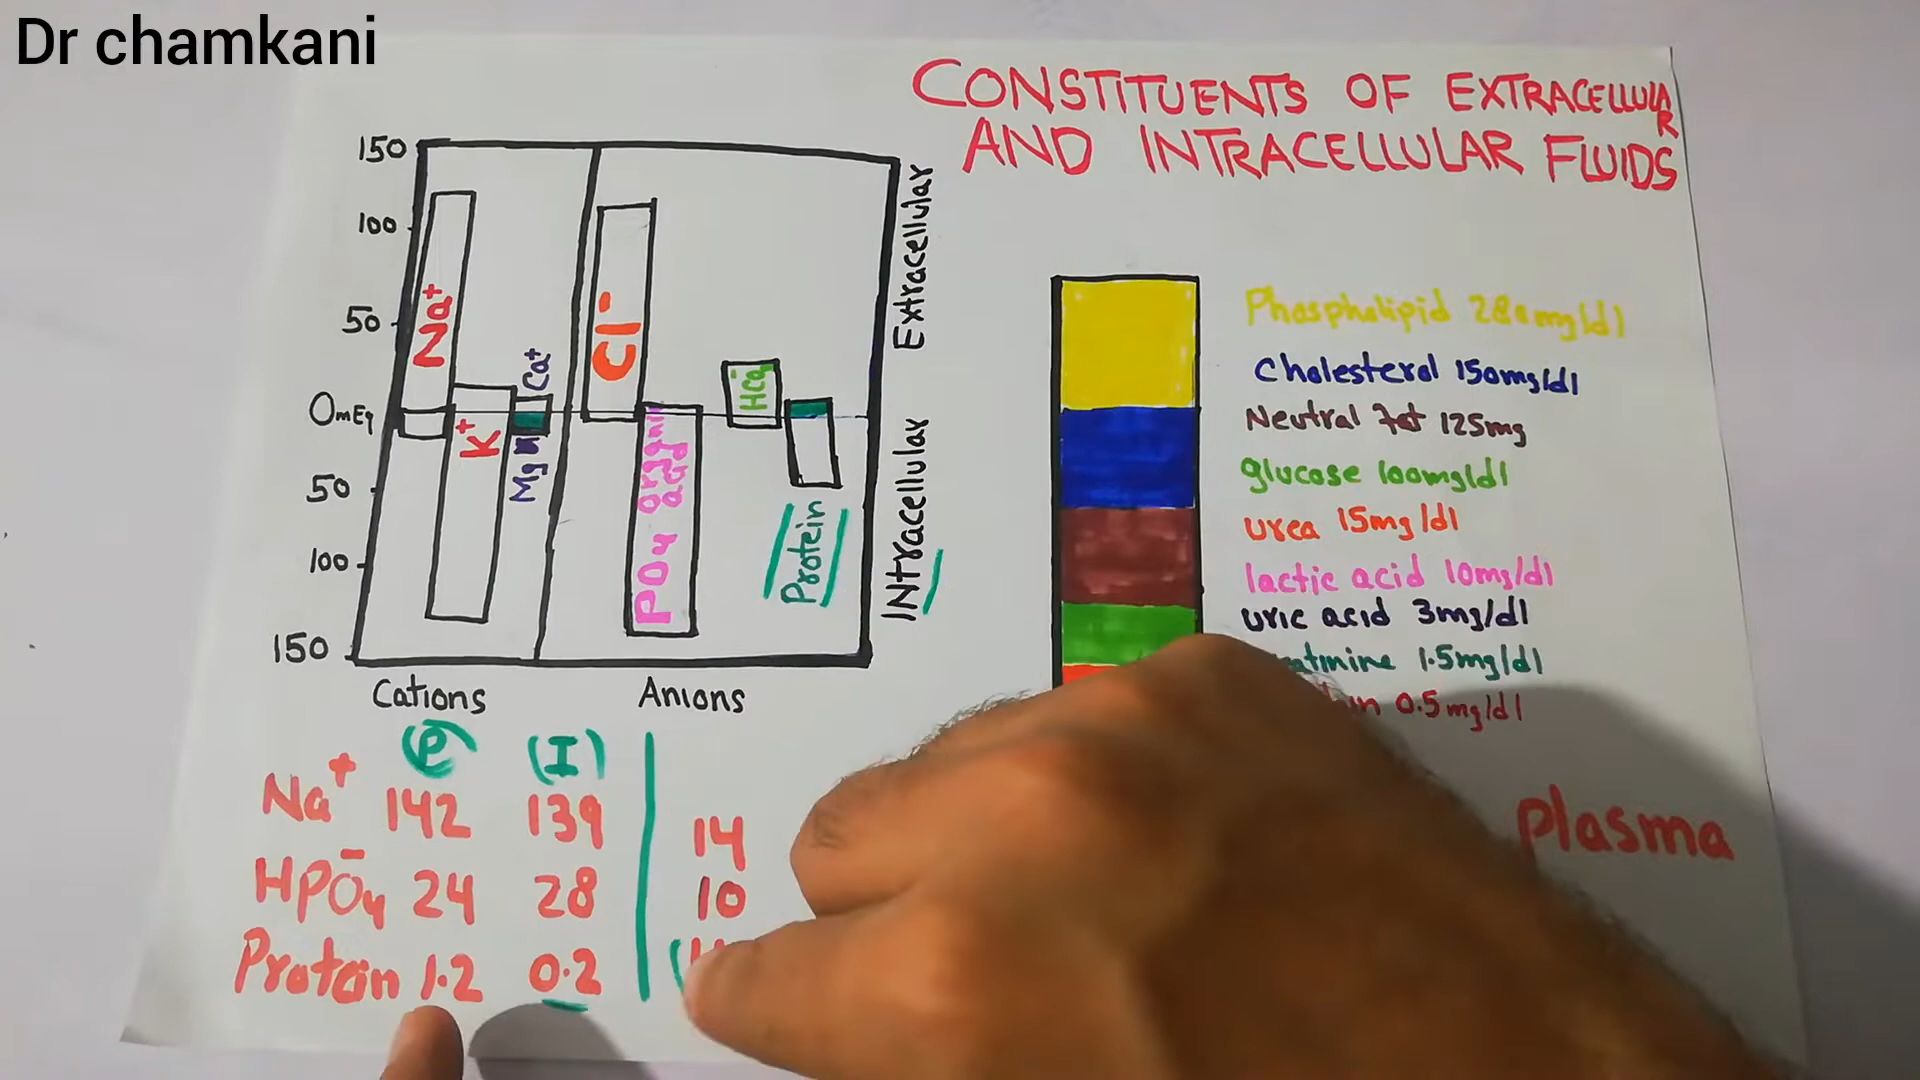 Dr chamkani
CONSTITUENTS OF EXTRACELLULAR
AND INTRACELLULAR FLUIDS
150
100
50
0mEq
50
100
150
Na+
K+
Ca+
Mg
Cl-
PO4 organic acid
HCO3-
Protein
Extracellular
INtracellular
Cations
Anions
Phospholipid 280mg/dl
Cholesterol 150mg/dl
Neutral fat 125mg
glucose 100mg/dl
urea 15mg/dl
lactic acid 10mg/dl
uric acid 3mg/dl
1.5mg/dl
0.5mg/dl
plasma
(P) (I)
Na+ 142 139 14
HPO4- 24 28 10
Protein 1.2 0.2